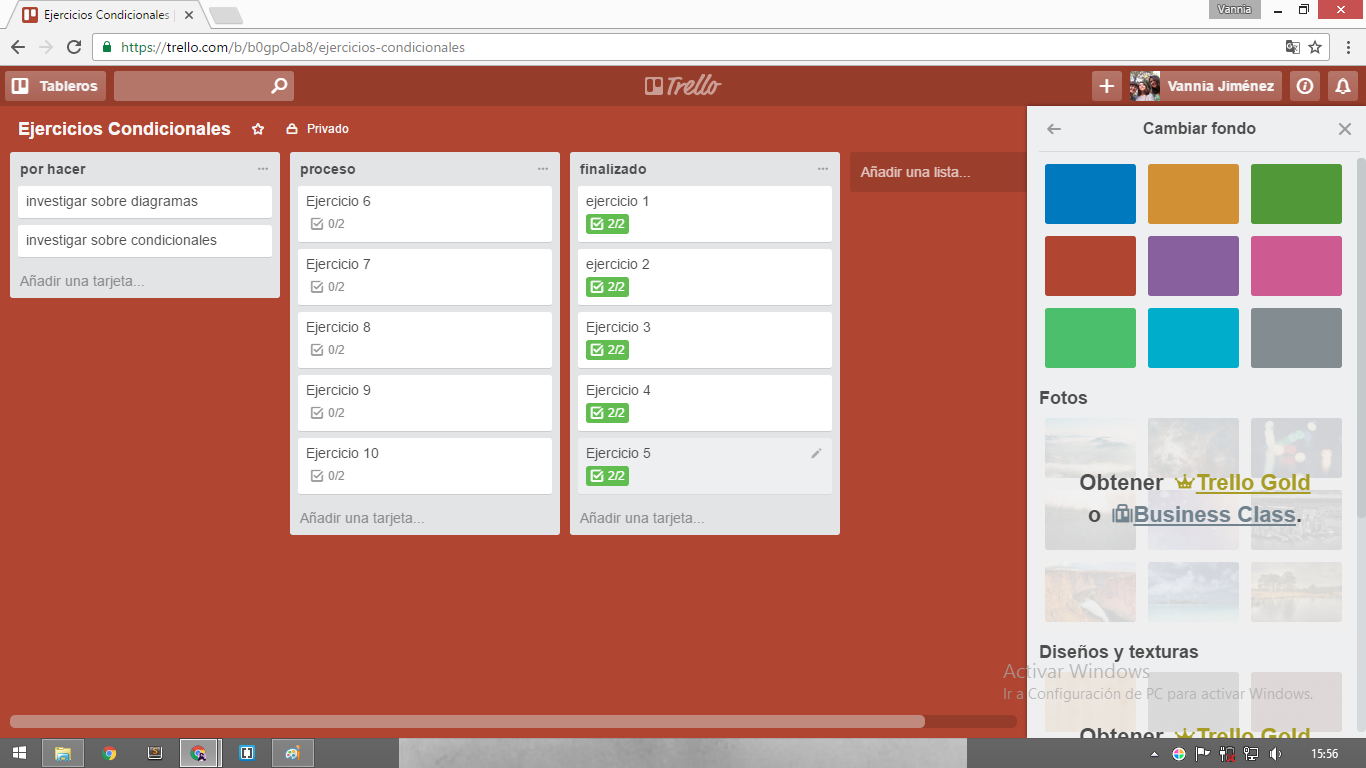 Ejercicios Condicionales |
Vannia
https://trello.com/b/b0gpOab8/ejercicios-condicionales
Tableros
Trello
Vannia Jiménez
Ejercicios Condicionales
Privado
por hacer
investigar sobre diagramas
investigar sobre condicionales
Añadir una tarjeta...
proceso
Ejercicio 6
0/2
Ejercicio 7
0/2
Ejercicio 8
0/2
Ejercicio 9
0/2
Ejercicio 10
0/2
Añadir una tarjeta...
finalizado
ejercicio 1
2/2
ejercicio 2
2/2
Ejercicio 3
2/2
Ejercicio 4
2/2
Ejercicio 5
2/2
Añadir una tarjeta...
Añadir una lista...
Cambiar fondo
Fotos
Obtener Trello Gold
o Business Class.
Diseños y texturas
Activar Windows
Ir a Configuración de PC para activar Windows.
Obtener Trello Gold
15:56